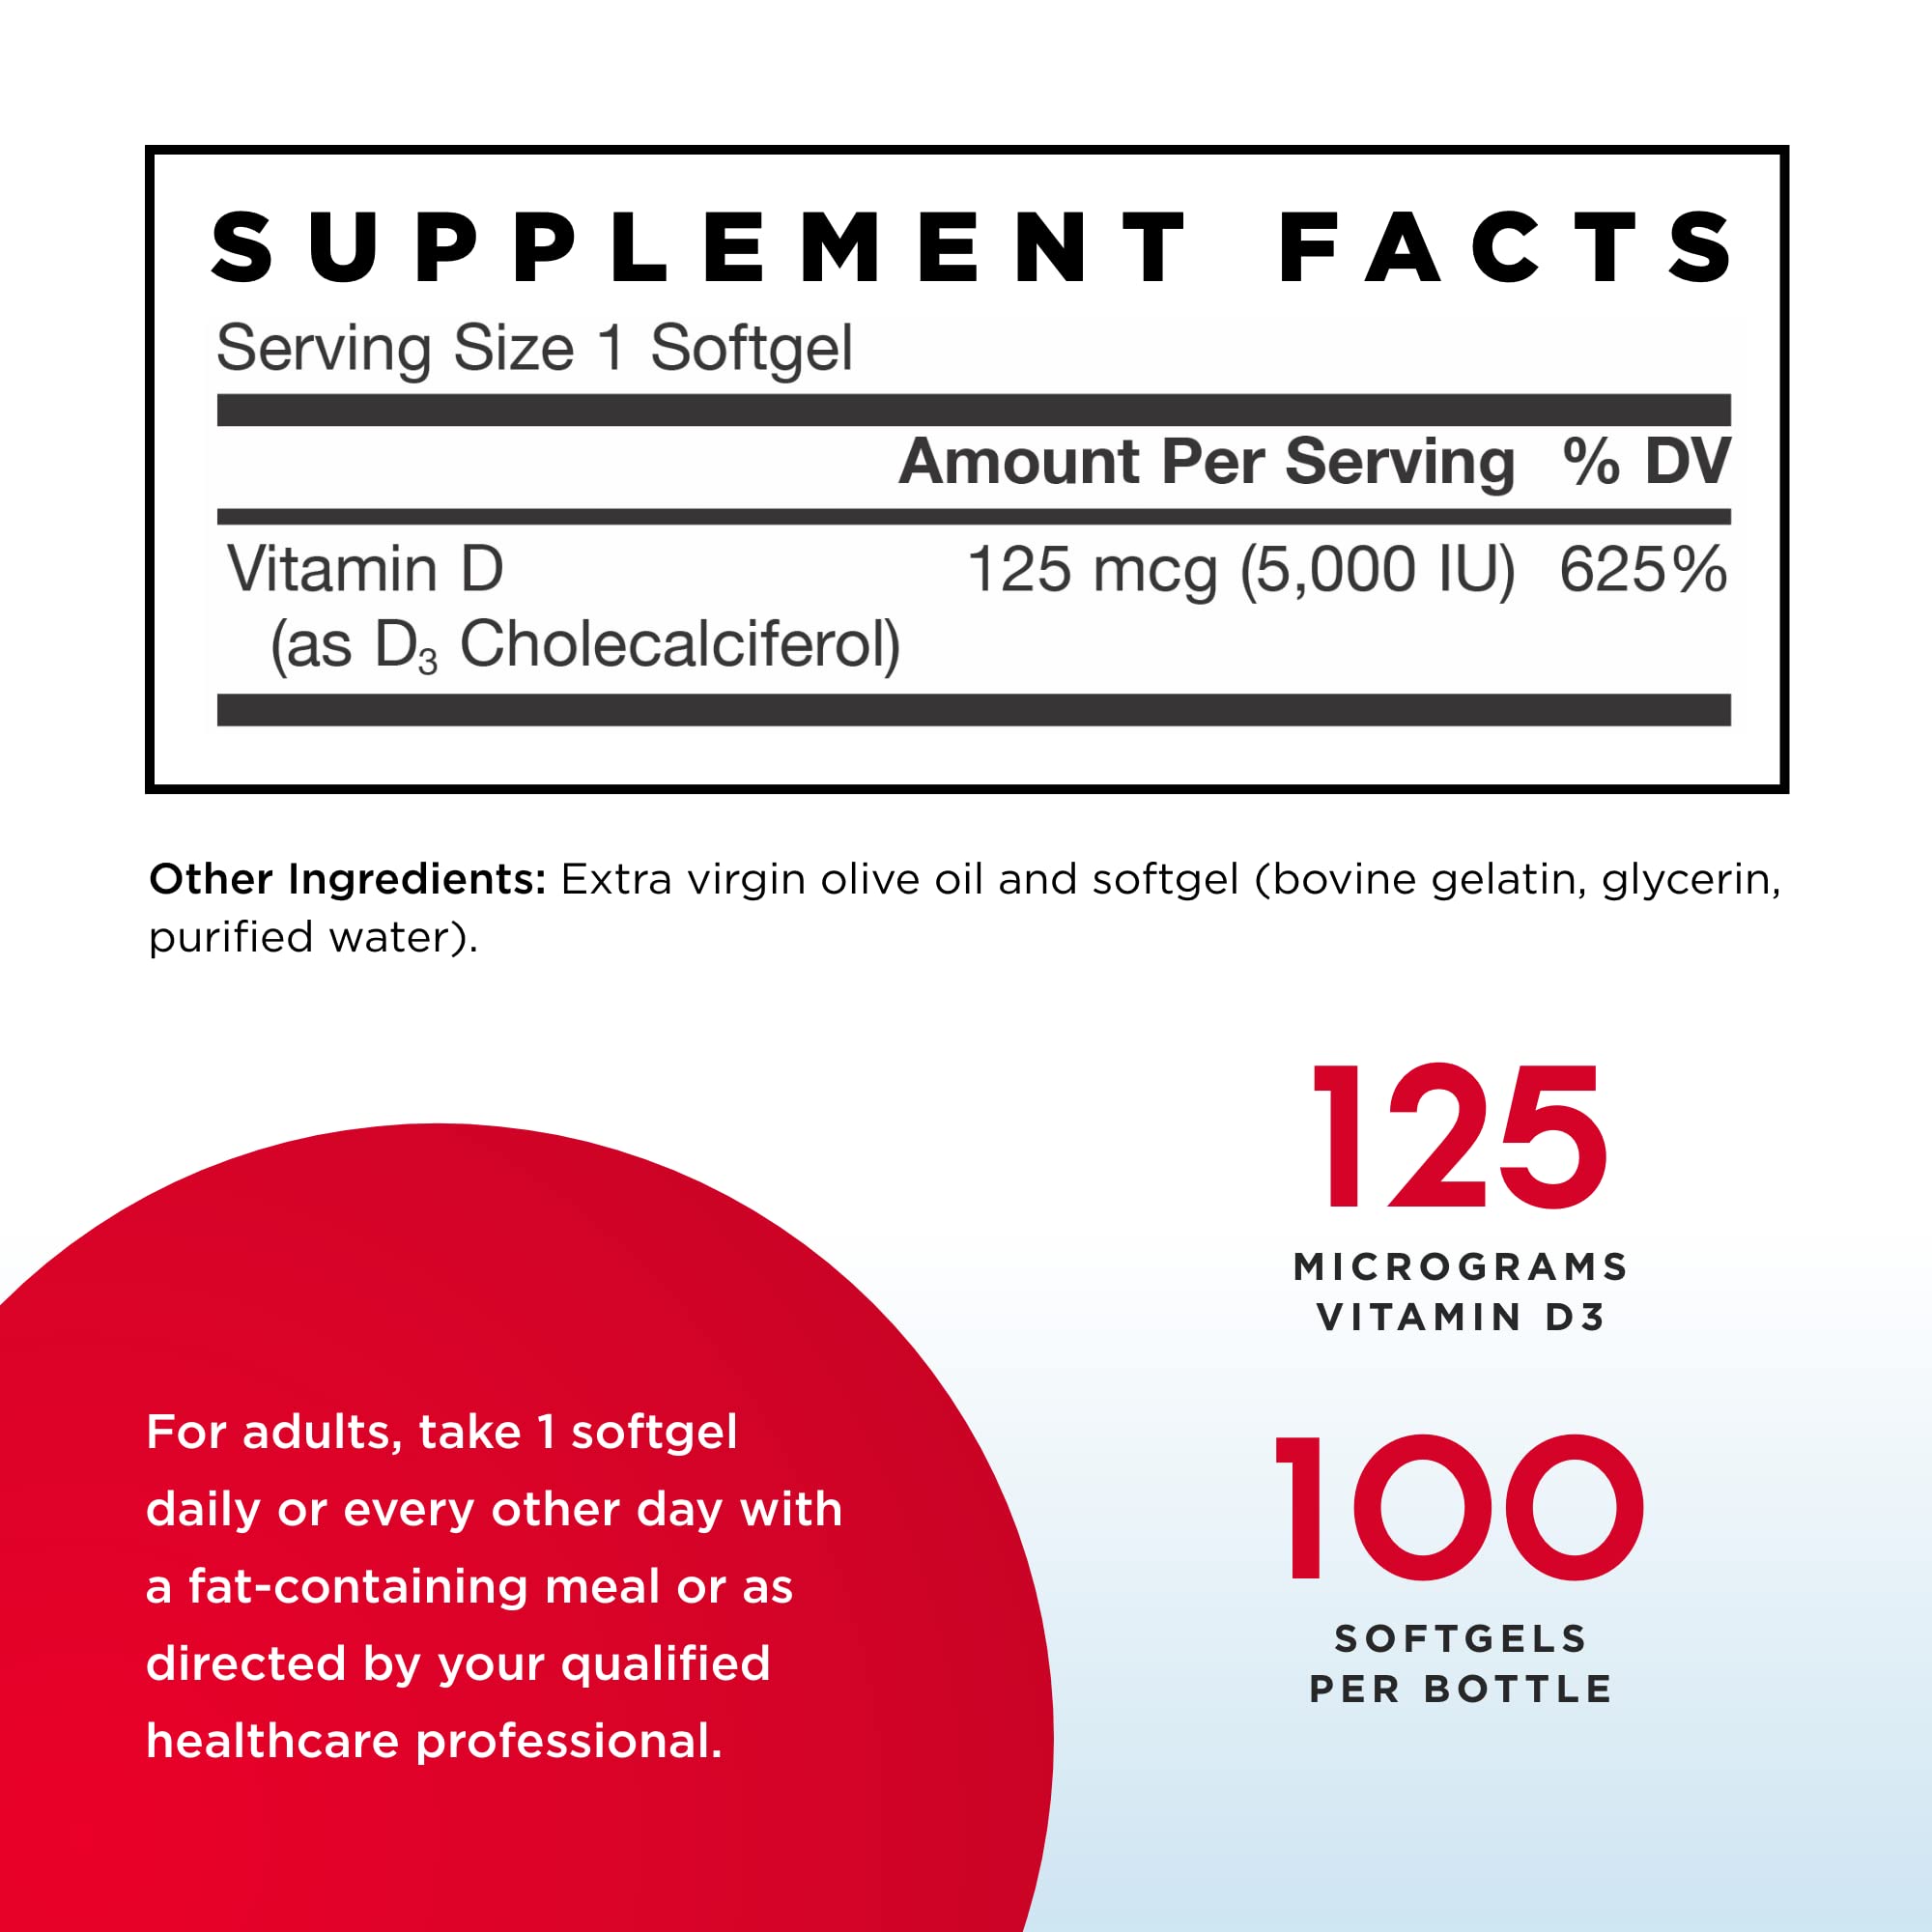 SUPPLEMENT FACTS
Serving Size 1 Softgel
Amount Per Serving % DV
Vitamin D 125 mcg (5,000 IU) 625%
(as D₃ Cholecalciferol)
Other Ingredients: Extra virgin olive oil and softgel (bovine gelatin, glycerin,
purified water).
125
MICROGRAMS
VITAMIN D3
100
SOFTGELS
PER BOTTLE
For adults, take 1 softgel
daily or every other day with
a fat-containing meal or as
directed by your qualified
healthcare professional.